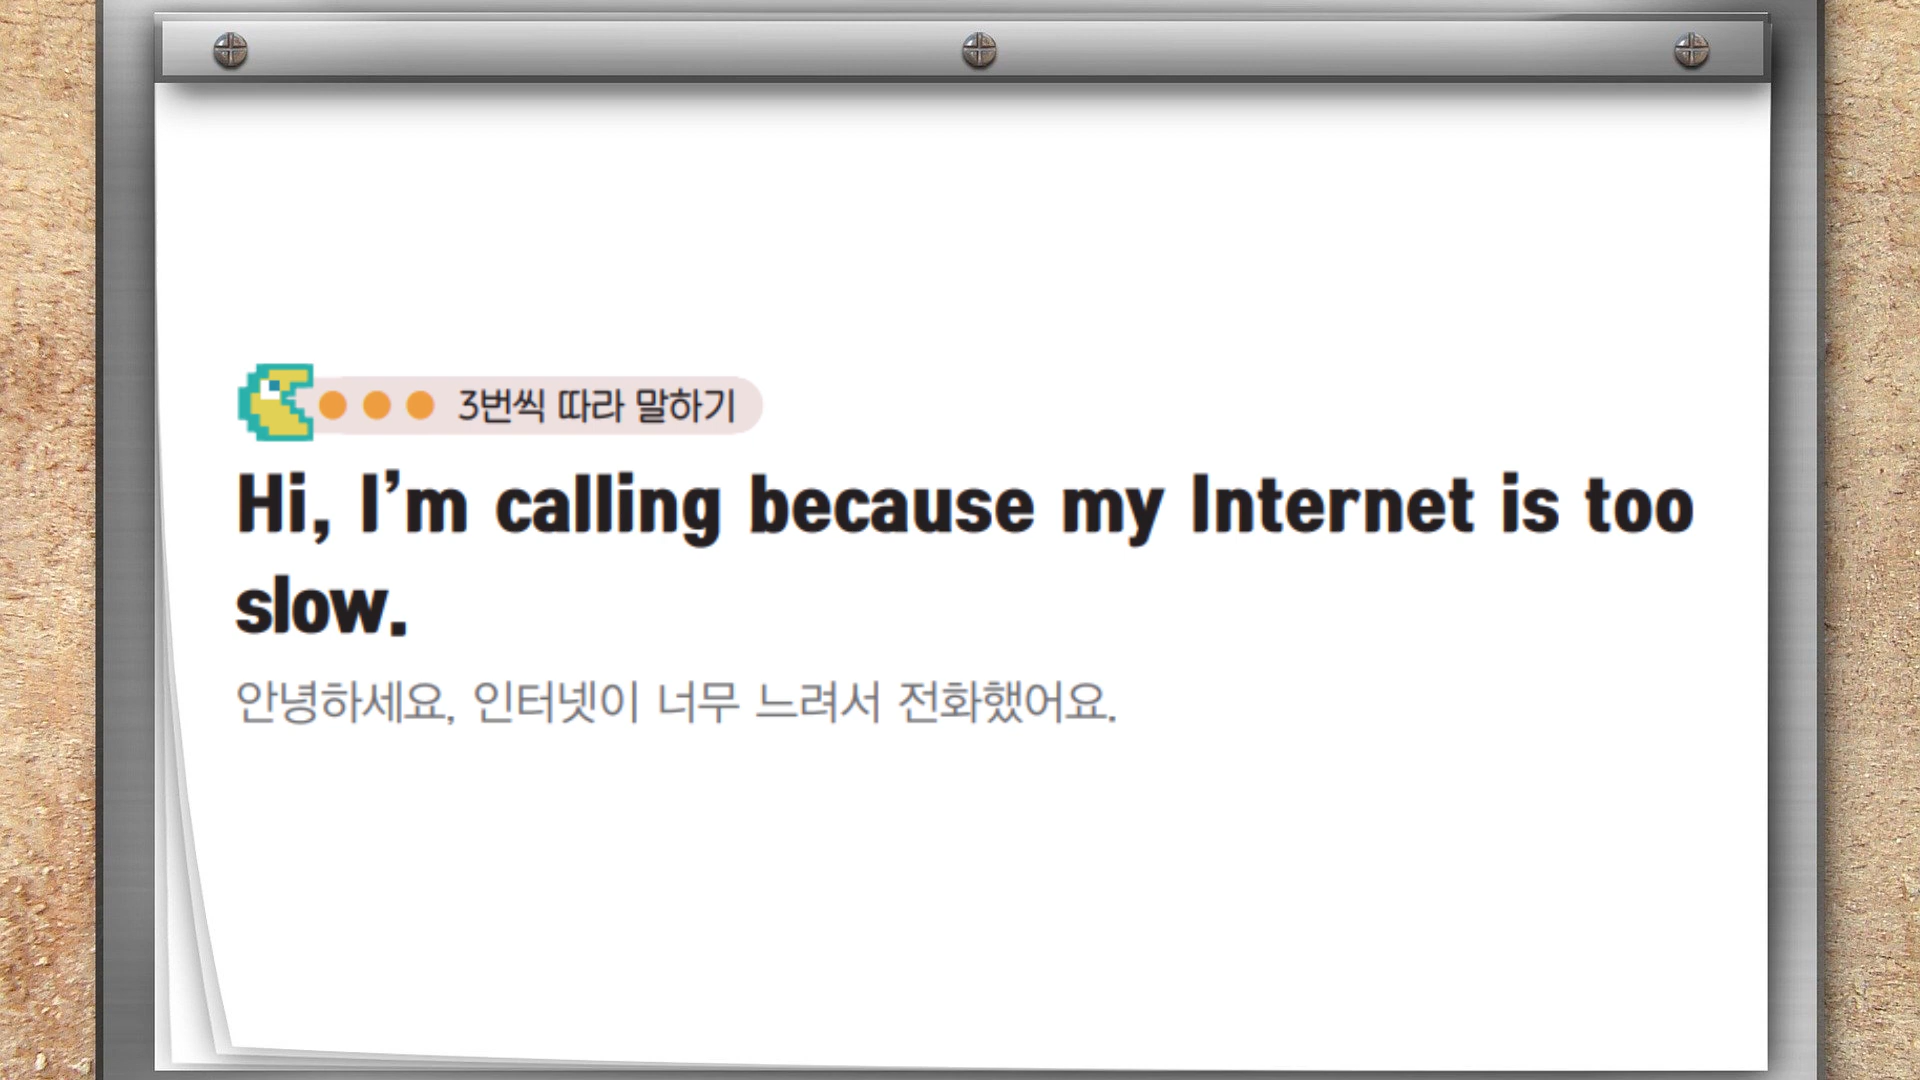 3번씩 따라 말하기
Hi, I’m calling because my Internet is too
slow.
안녕하세요, 인터넷이 너무 느려서 전화했어요.